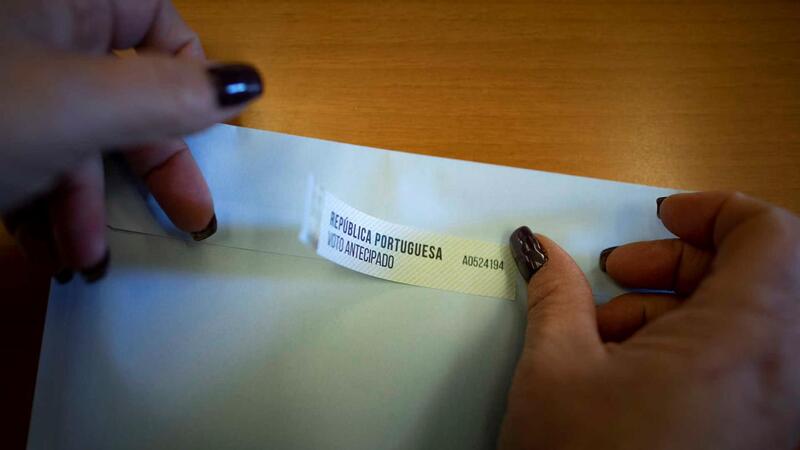 REPÚBLICA PORTUGUESA
VOTO ANTECIPADO
A0524194